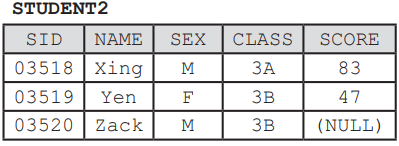 STUDENT2
SID NAME SEX CLASS SCORE
03518 Xing M 3A 83
03519 Yen F 3B 47
03520 Zack M 3B (NULL)